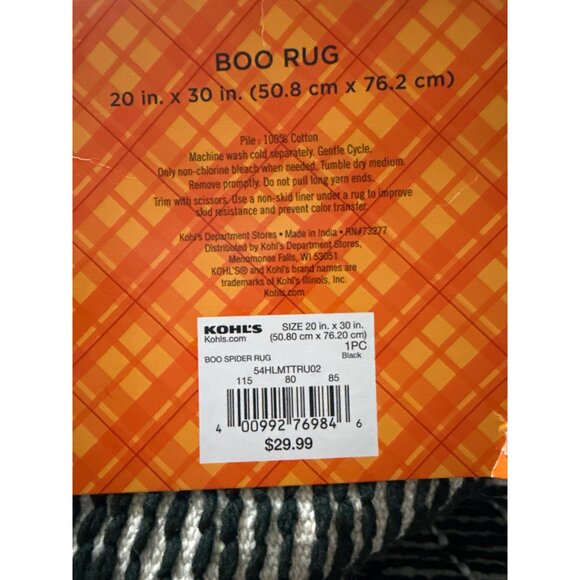 BOO RUG
20 in. x 30 in. (50.8 cm x 76.2 cm)
Pile : 100% Cotton
Machine wash cold separately. Gentle Cycle.
Only non-chlorine bleach when needed. Tumble dry medium.
Remove promptly. Do not pull long yarn ends.
Trim with scissors. Use a non-skid liner under a rug to improve
skid resistance and prevent color transfer.
Kohl's Department Stores • Made in India • RN#73277
Distributed by Kohl's Department Stores,
Menomonee Falls, WI 53051
KOHL'S® and Kohl's brand names are
trademarks of Kohl's Illinois, Inc.
Kohls.com
KOHL'S
Kohls.com
SIZE 20 in. x 30 in.
(50.80 cm x 76.20 cm)
1PC
BOO SPIDER RUG
Black
54HLMTTRU02
115 80 85
4 00992 76984 6
$29.99